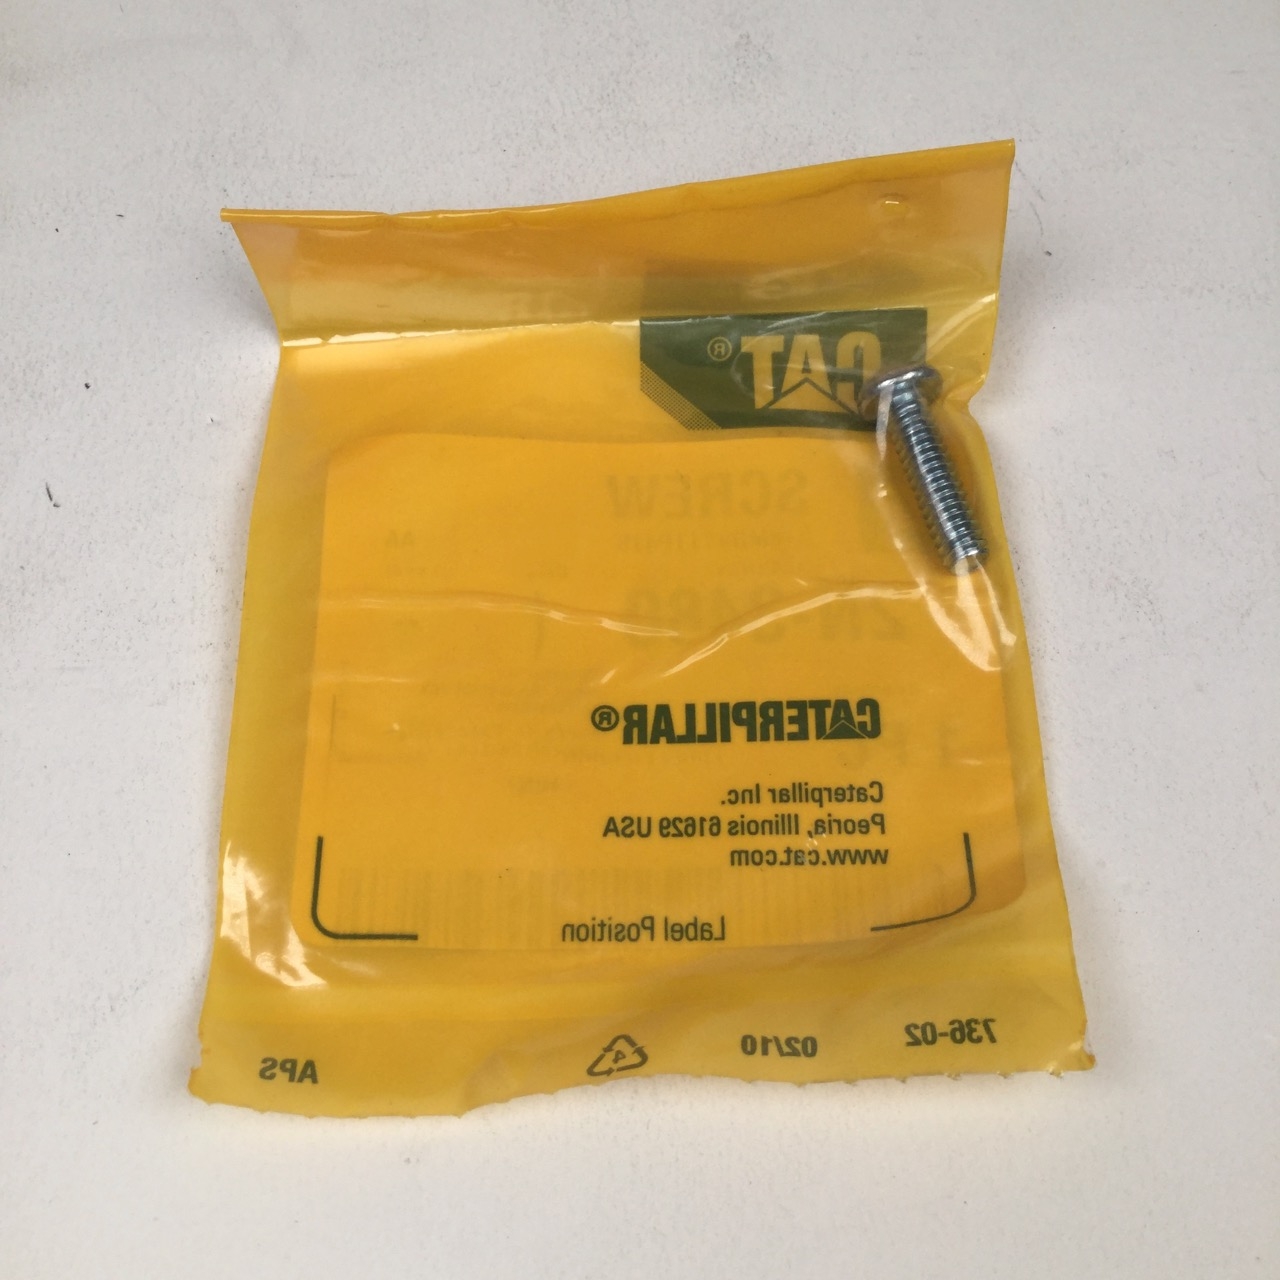 CAT®
SCREW
CATERPILLAR®
Caterpillar Inc.
Peoria, Illinois 61629 USA
www.cat.com
Label Position
736-02 02/10 4 APS